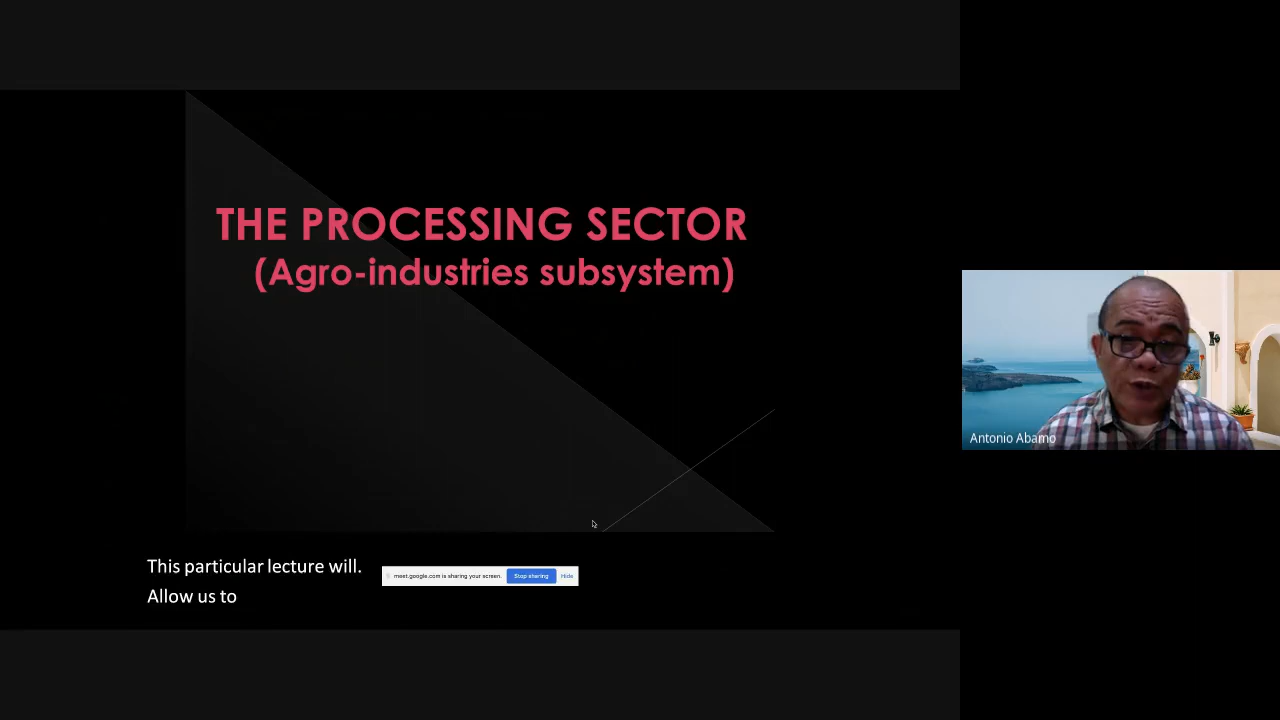 THE PROCESSING SECTOR
(Agro-industries subsystem)
Antonio Abamo
This particular lecture will.
Allow us to
meet.google.com is sharing your screen. Stop sharing Hide